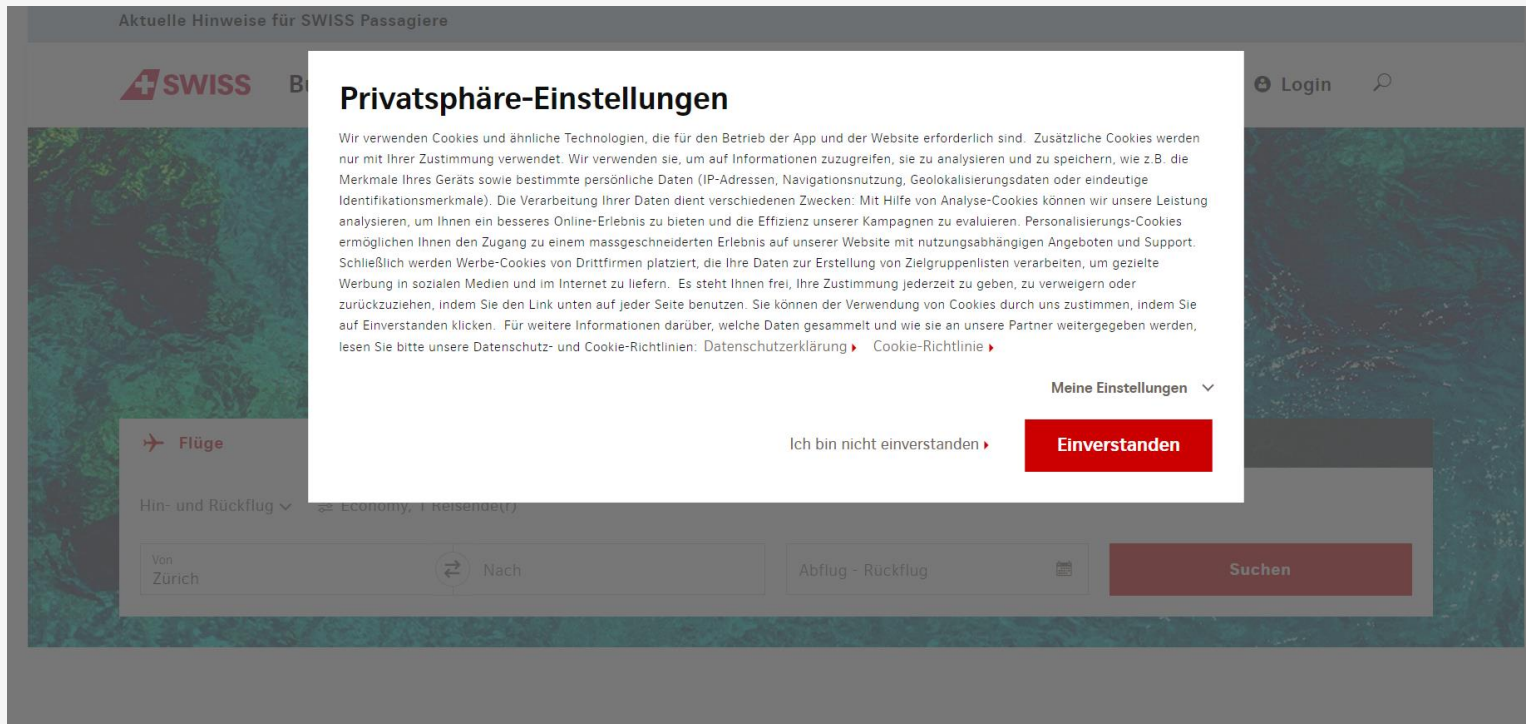 Aktuelle Hinweise für SWISS Passagiere
SWISS
Login
Privatsphäre-Einstellungen
Wir verwenden Cookies und ähnliche Technologien, die für den Betrieb der App und der Website erforderlich sind.  Zusätzliche Cookies werden
nur mit Ihrer Zustimmung verwendet. Wir verwenden sie, um auf Informationen zuzugreifen, sie zu analysieren und zu speichern, wie z.B. die
Merkmale Ihres Geräts sowie bestimmte persönliche Daten (IP-Adressen, Navigationsnutzung, Geolokalisierungsdaten oder eindeutige
Identifikationsmerkmale). Die Verarbeitung Ihrer Daten dient verschiedenen Zwecken: Mit Hilfe von Analyse-Cookies können wir unsere Leistung
analysieren, um Ihnen ein besseres Online-Erlebnis zu bieten und die Effizienz unserer Kampagnen zu evaluieren. Personalisierungs-Cookies
ermöglichen Ihnen den Zugang zu einem massgeschneiderten Erlebnis auf unserer Website mit nutzungsabhängigen Angeboten und Support.
Schließlich werden Werbe-Cookies von Drittfirmen platziert, die Ihre Daten zur Erstellung von Zielgruppenlisten verarbeiten, um gezielte
Werbung in sozialen Medien und im Internet zu liefern.  Es steht Ihnen frei, Ihre Zustimmung jederzeit zu geben, zu verweigern oder
zurückzuziehen, indem Sie den Link unten auf jeder Seite benutzen. Sie können der Verwendung von Cookies durch uns zustimmen, indem Sie
auf Einverstanden klicken.  Für weitere Informationen darüber, welche Daten gesammelt und wie sie an unsere Partner weitergegeben werden,
lesen Sie bitte unsere Datenschutz- und Cookie-Richtlinien: Datenschutzerklärung Cookie-Richtlinie
Meine Einstellungen
Ich bin nicht einverstanden Einverstanden
Flüge
Hin- und Rückflug Economy, 1 Reisende(r)
Von
Zürich
Nach
Abflug - Rückflug
Suchen